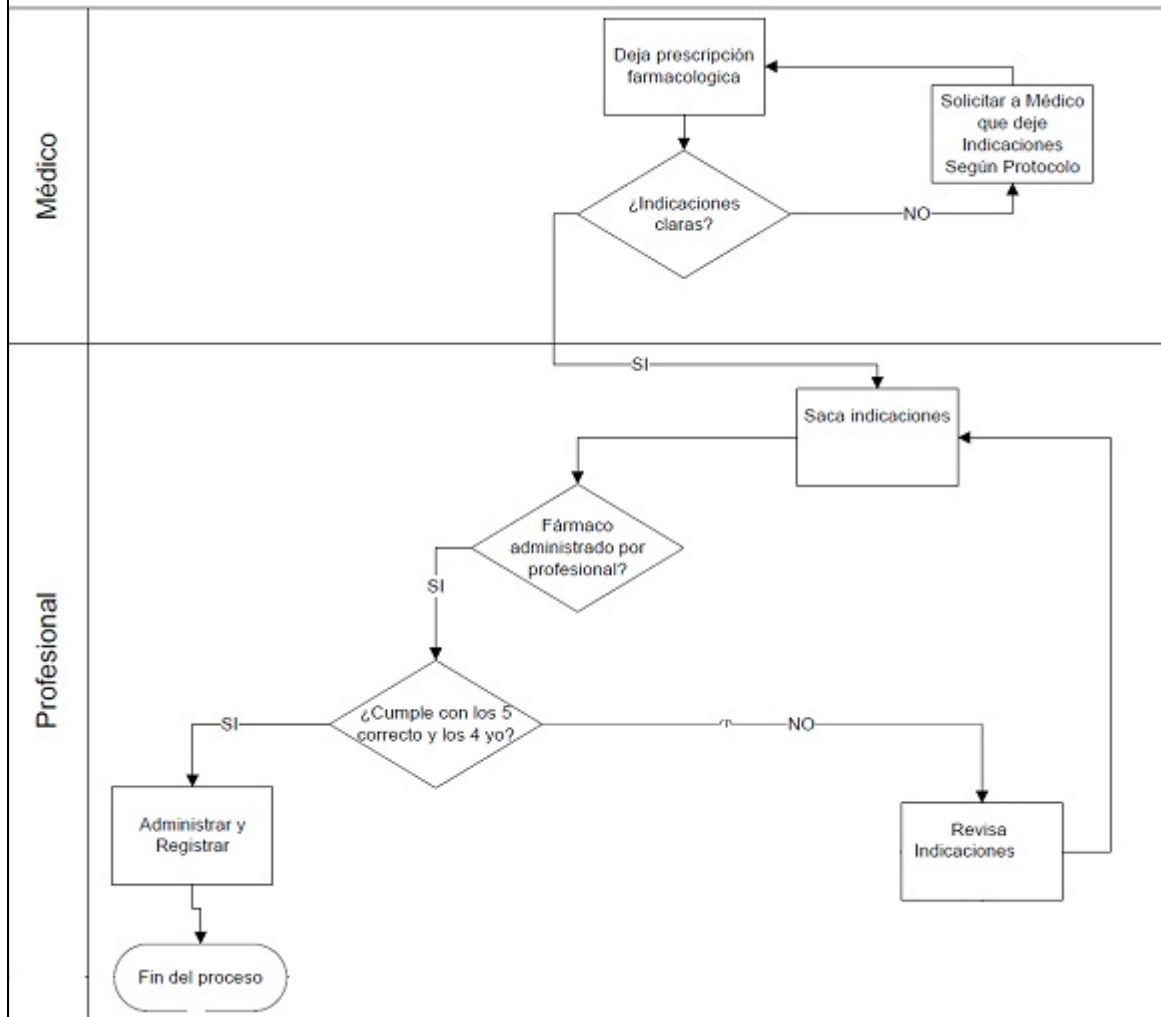 Médico
Deja prescripción
farmacologica
Solicitar a Médico
que deje
Indicaciones
Según Protocolo
¿Indicaciones
claras?
NO
Profesional
SI
Saca indicaciones
Fármaco
administrado por
profesional?
SI
¿Cumple con los 5
correcto y los 4 yo?
SI
NO
Administrar y
Registrar
Revisa
Indicaciones
Fin del proceso